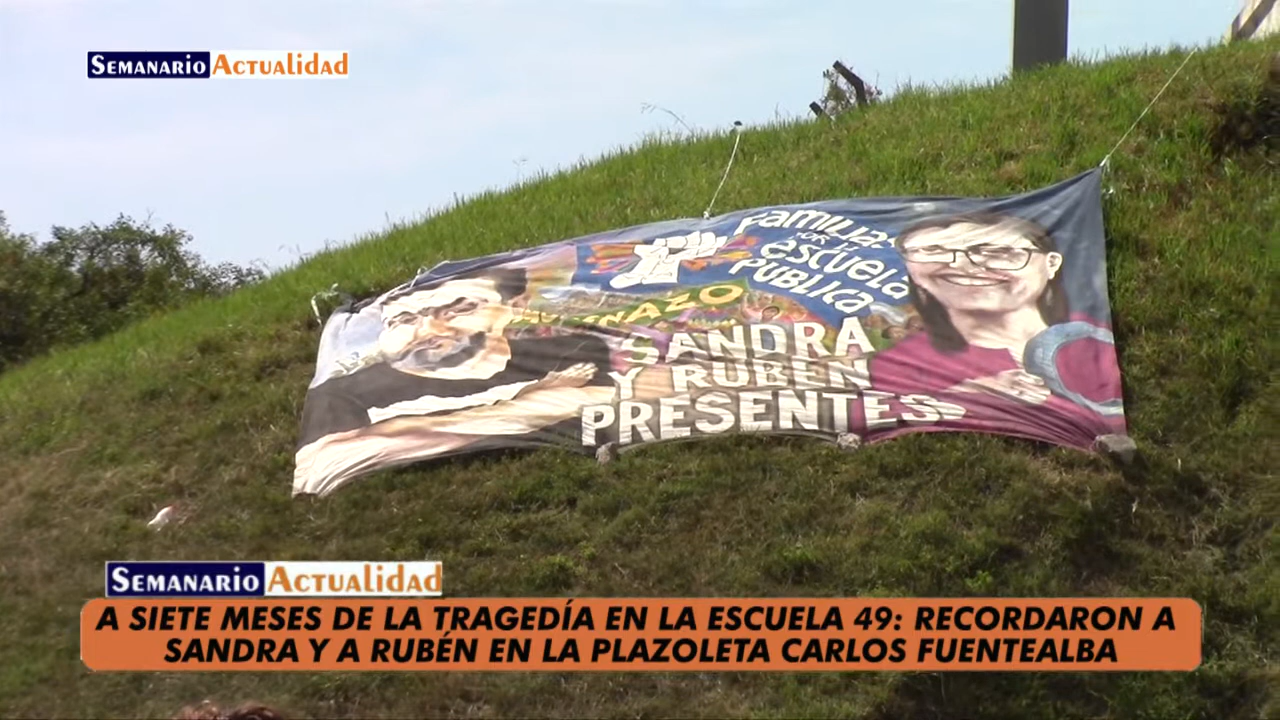 SEMANARIO ACTUALIDAD
FAMILIAS
POR LA
ESCUELA
PÚBLICA
SANDRA
Y RUBÉN
PRESENTES
SEMANARIO ACTUALIDAD
A SIETE MESES DE LA TRAGEDÍA EN LA ESCUELA 49: RECORDARON A
SANDRA Y A RUBÉN EN LA PLAZOLETA CARLOS FUENTEALBA